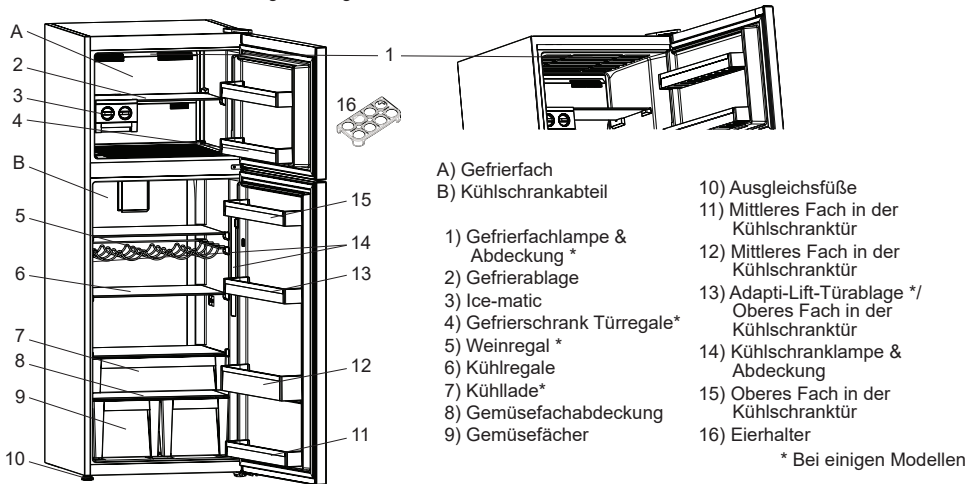 A
2
3
4
B
5
6
7
8
9
10
16
15
14
13
12
11
1
A) Gefrierfach
B) Kühlschrankabteil
1) Gefrierfachlampe &
Abdeckung *
2) Gefrierablage
3) Ice-matic
4) Gefrierschrank Türregale*
5) Weinregal *
6) Kühlregale
7) Kühllade*
8) Gemüsefachabdeckung
9) Gemüsefächer
10) Ausgleichsfüße
11) Mittleres Fach in der
Kühlschranktür
12) Mittleres Fach in der
Kühlschranktür
13) Adapti-Lift-Türablage */
Oberes Fach in der
Kühlschranktür
14) Kühlschranklampe &
Abdeckung
15) Oberes Fach in der
Kühlschranktür
16) Eierhalter
* Bei einigen Modellen